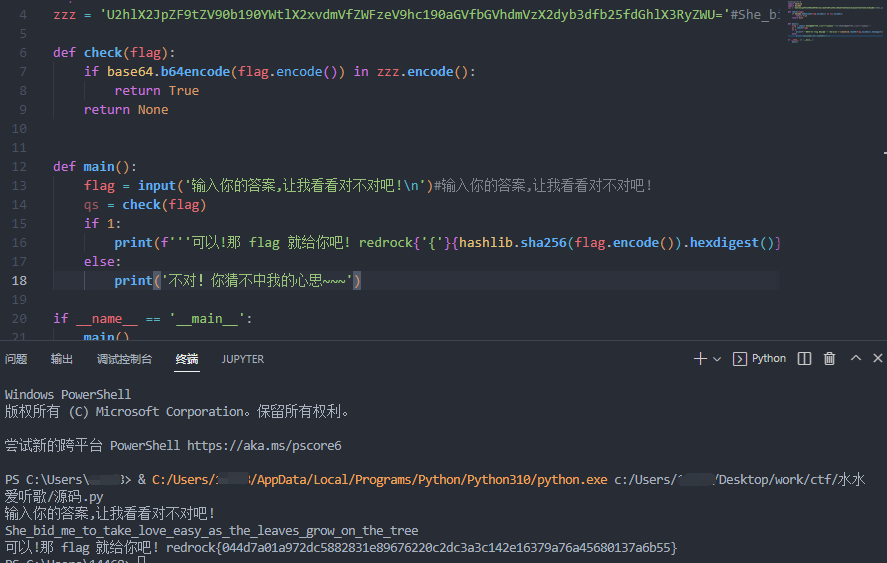 4 zzz = 'U2hlX2JpZF9tZV90b190YWtlX2xvdmVfZWFzeV9hc190aGVfbGVhdmVzX2dyb3dfb25fdGhlX3RyZWU='#She_bi
5
6 def check(flag):
7 if base64.b64encode(flag.encode()) in zzz.encode():
8 return True
9 return None
10
11
12 def main():
13 flag = input('输入你的答案,让我看看对不对吧!\n')#输入你的答案,让我看看对不对吧!
14 qs = check(flag)
15 if 1:
16 print(f'''可以!那 flag 就给你吧! redrock{'{'}{hashlib.sha256(flag.encode()).hexdigest()}
17 else:
18 print('不对! 你猜不中我的心思~~~')
19
20 if __name__ == '__main__':
21 main()
问题 输出 调试控制台 终端 JUPYTER Python
Windows PowerShell
版权所有 (C) Microsoft Corporation。保留所有权利。
尝试新的跨平台 PowerShell https://aka.ms/pscore6
PS C:\Users\ > & C:/Users/ /AppData/Local/Programs/Python/Python310/python.exe c:/Users/ /Desktop/work/ctf/水水
爱听歌/源码.py
输入你的答案,让我看看对不对吧!
She_bid_me_to_take_love_easy_as_the_leaves_grow_on_the_tree
可以!那 flag 就给你吧! redrock{044d7a01a972dc5882831e89676220c2dc3a3c142e16379a76a45680137a6b55}